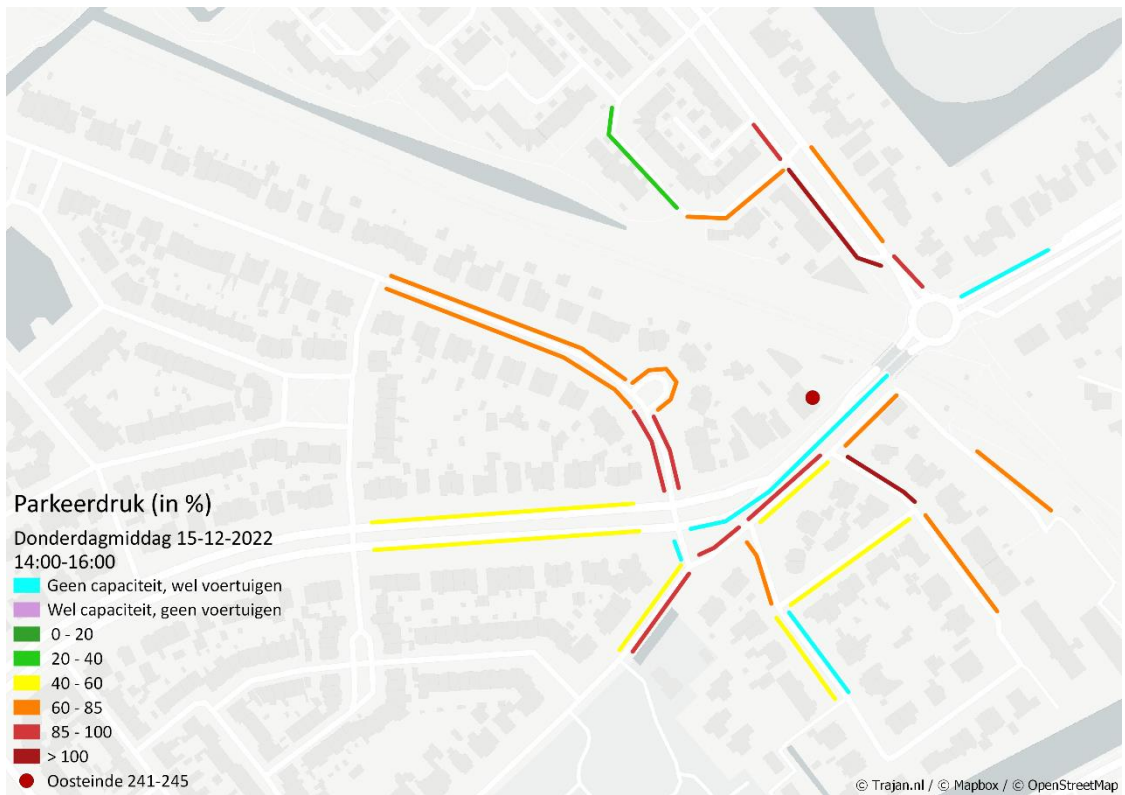 Parkeerdruk (in %)
Donderdagmiddag 15-12-2022
14:00-16:00
Geen capaciteit, wel voertuigen
Wel capaciteit, geen voertuigen
0 - 20
20 - 40
40 - 60
60 - 85
85 - 100
> 100
Oosteinde 241-245
© Trajan.nl / © Mapbox / © OpenStreetMap